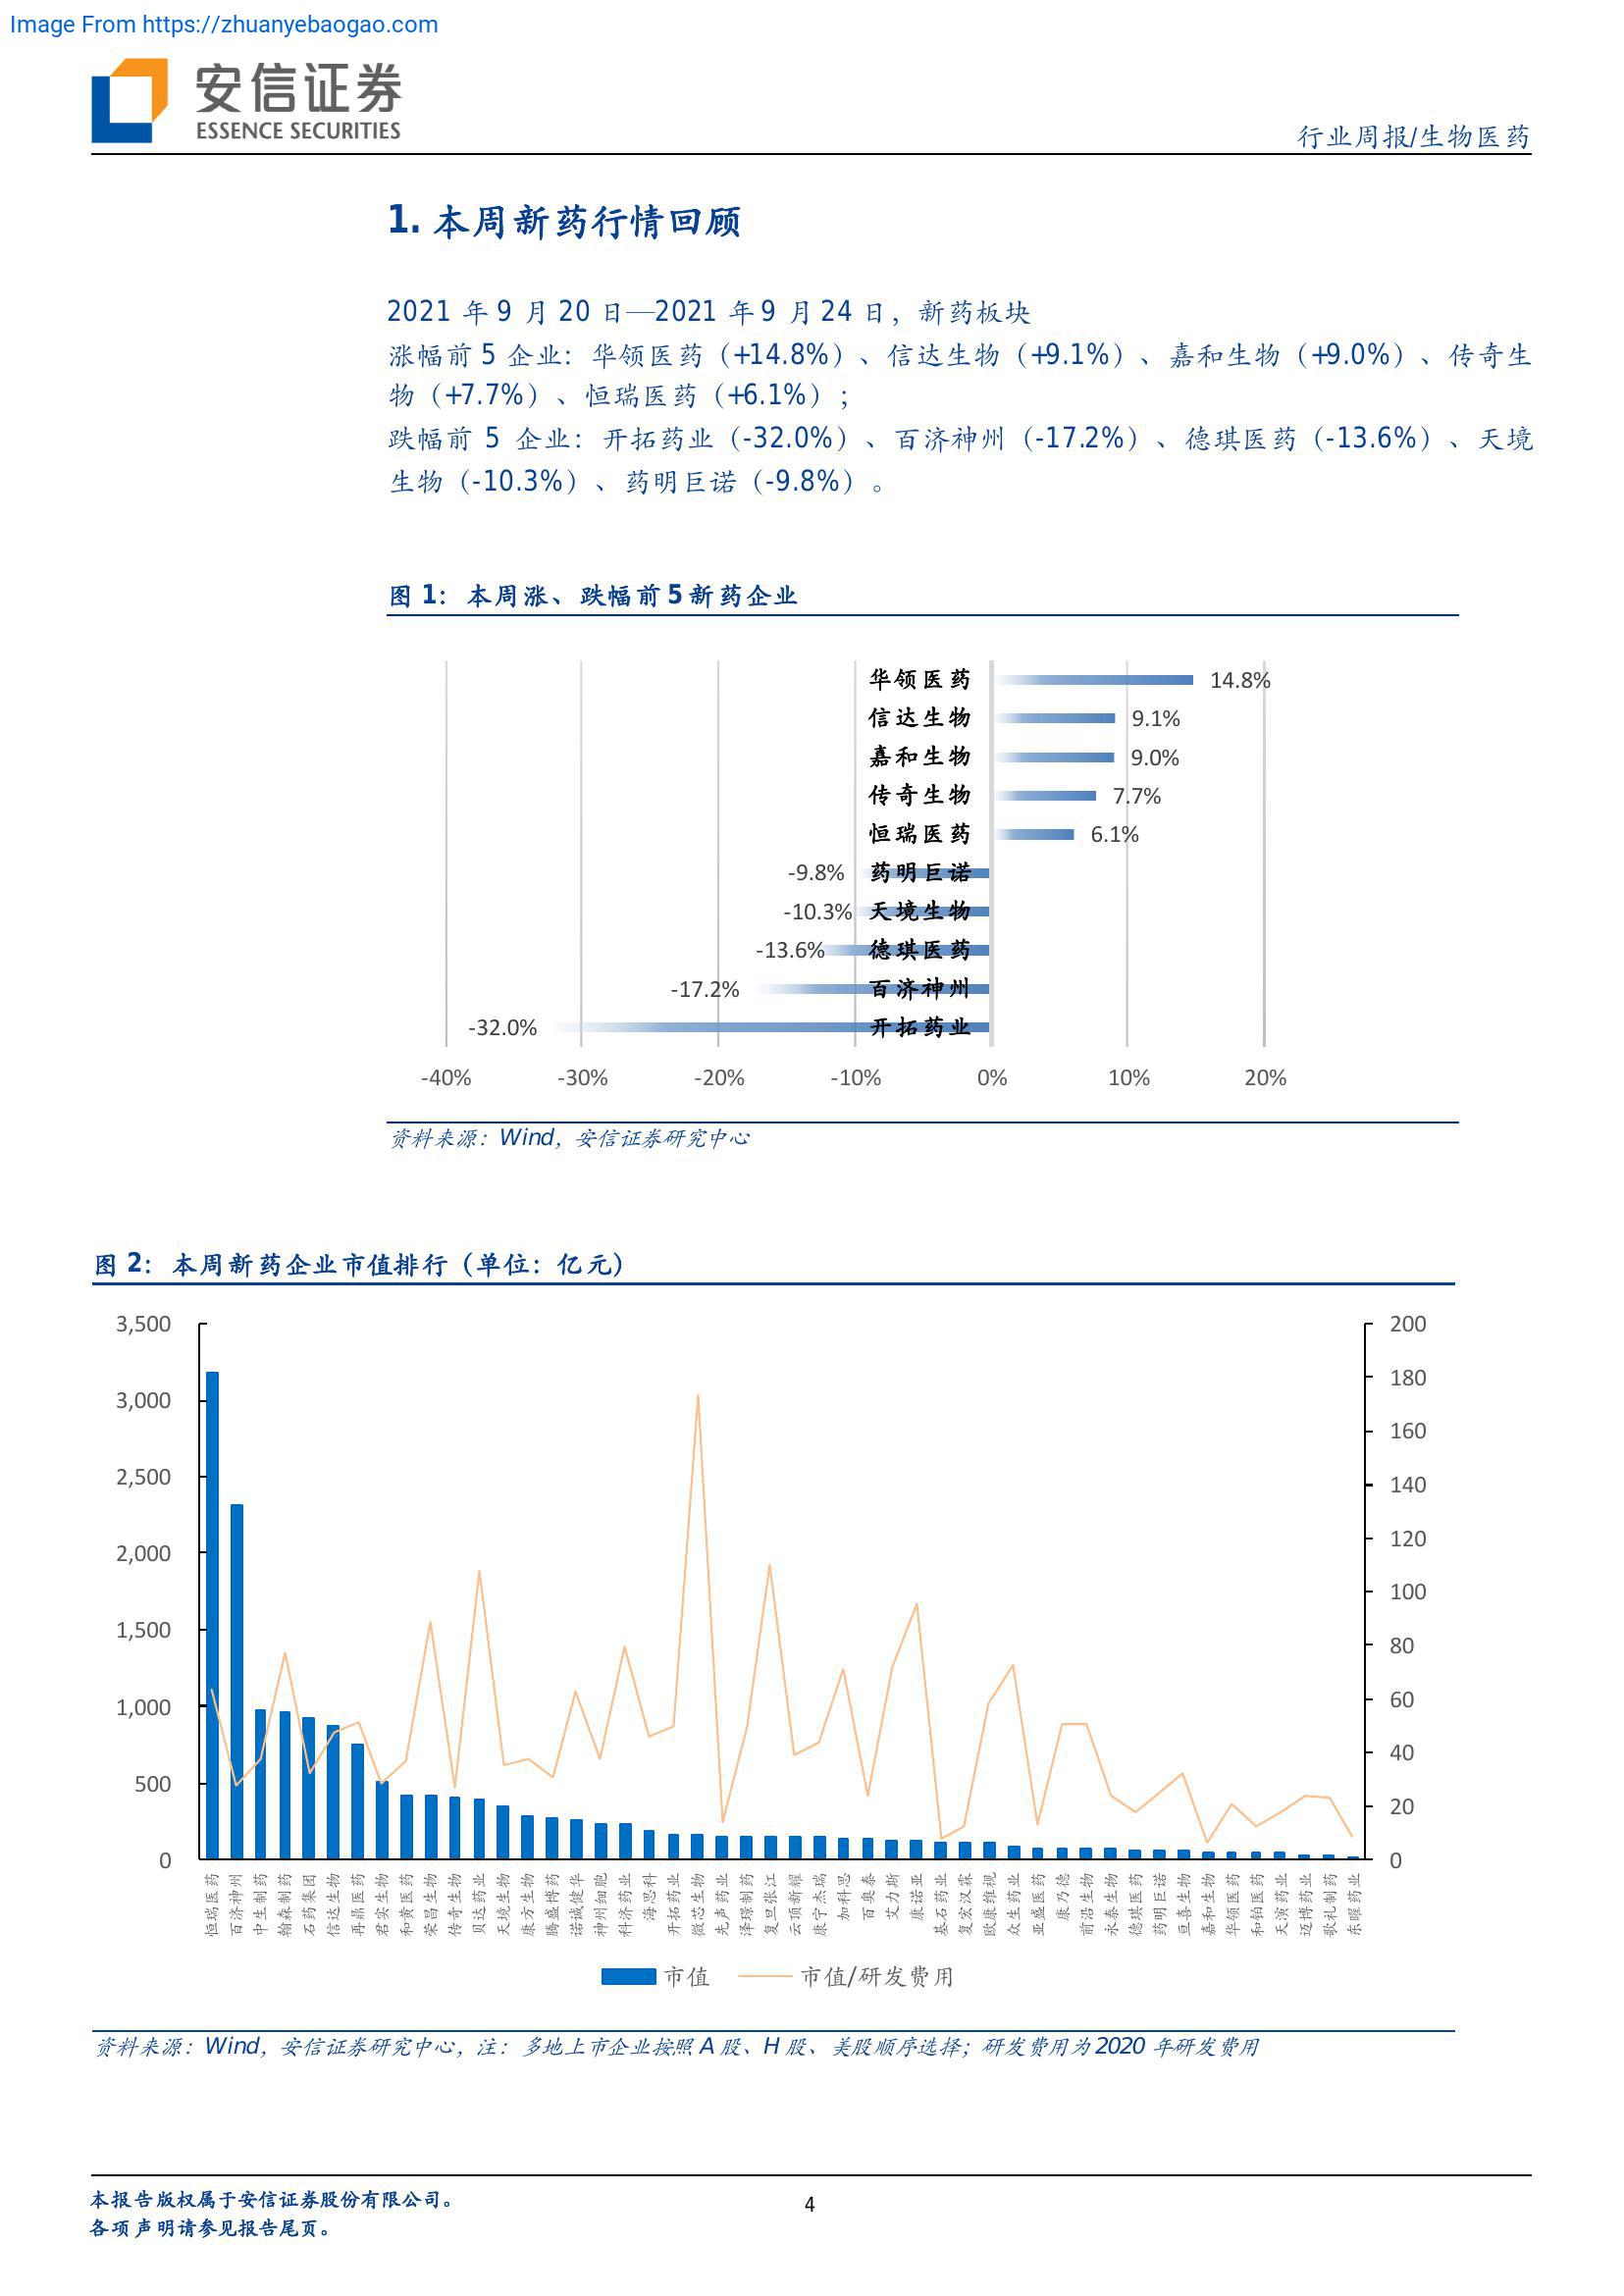 Image From https://zhuanyebaogao.com
安信证券
ESSENCE SECURITIES
行业周报/生物医药
1. 本周新药行情回顾
2021 年 9 月 20 日—2021 年 9 月 24 日，新药板块
涨幅前 5 企业：华领医药（+14.8%）、信达生物（+9.1%）、嘉和生物（+9.0%）、传奇生
物（+7.7%）、恒瑞医药（+6.1%）；
跌幅前 5 企业：开拓药业（-32.0%）、百济神州（-17.2%）、德琪医药（-13.6%）、天境
生物（-10.3%）、药明巨诺（-9.8%）。
图 1：本周涨、跌幅前 5 新药企业
华领医药 14.8%
信达生物 9.1%
嘉和生物 9.0%
传奇生物 7.7%
恒瑞医药 6.1%
-9.8% 药明巨诺
-10.3% 天境生物
-13.6% 德琪医药
-17.2% 百济神州
-32.0% 开拓药业
-40% -30% -20% -10% 0% 10% 20%
资料来源：Wind，安信证券研究中心
图 2：本周新药企业市值排行（单位：亿元）
3,500 200
180
3,000
160
2,500
140
2,000 120
1,500 100
80
1,000 60
40
500
20
0 0
恒瑞医药
百济神州
中生制药
翰森制药
石药集团
信达生物
再鼎医药
君实生物
和黄医药
荣昌生物
传奇生物
贝达药业
天境生物
康方生物
腾盛博药
诺诚健华
神州细胞
科济药业
海思科
开拓药业
微芯生物
先声药业
泽璟制药
复旦张江
云顶新耀
康宁杰瑞
加科思
百奥泰
艾力斯
康诺亚
基石药业
复宏汉霖
欧康维视
众生药业
亚盛医药
康乃德
前沿生物
永泰生物
德琪医药
药明巨诺
亘喜生物
嘉和生物
华领医药
和铂医药
天演药业
迈博药业
歌礼制药
东曜药业
市值 市值/研发费用
资料来源：Wind，安信证券研究中心，注：多地上市企业按照 A 股、H 股、美股顺序选择；研发费用为 2020 年研发费用
本报告版权属于安信证券股份有限公司。
各项声明请参见报告尾页。
4